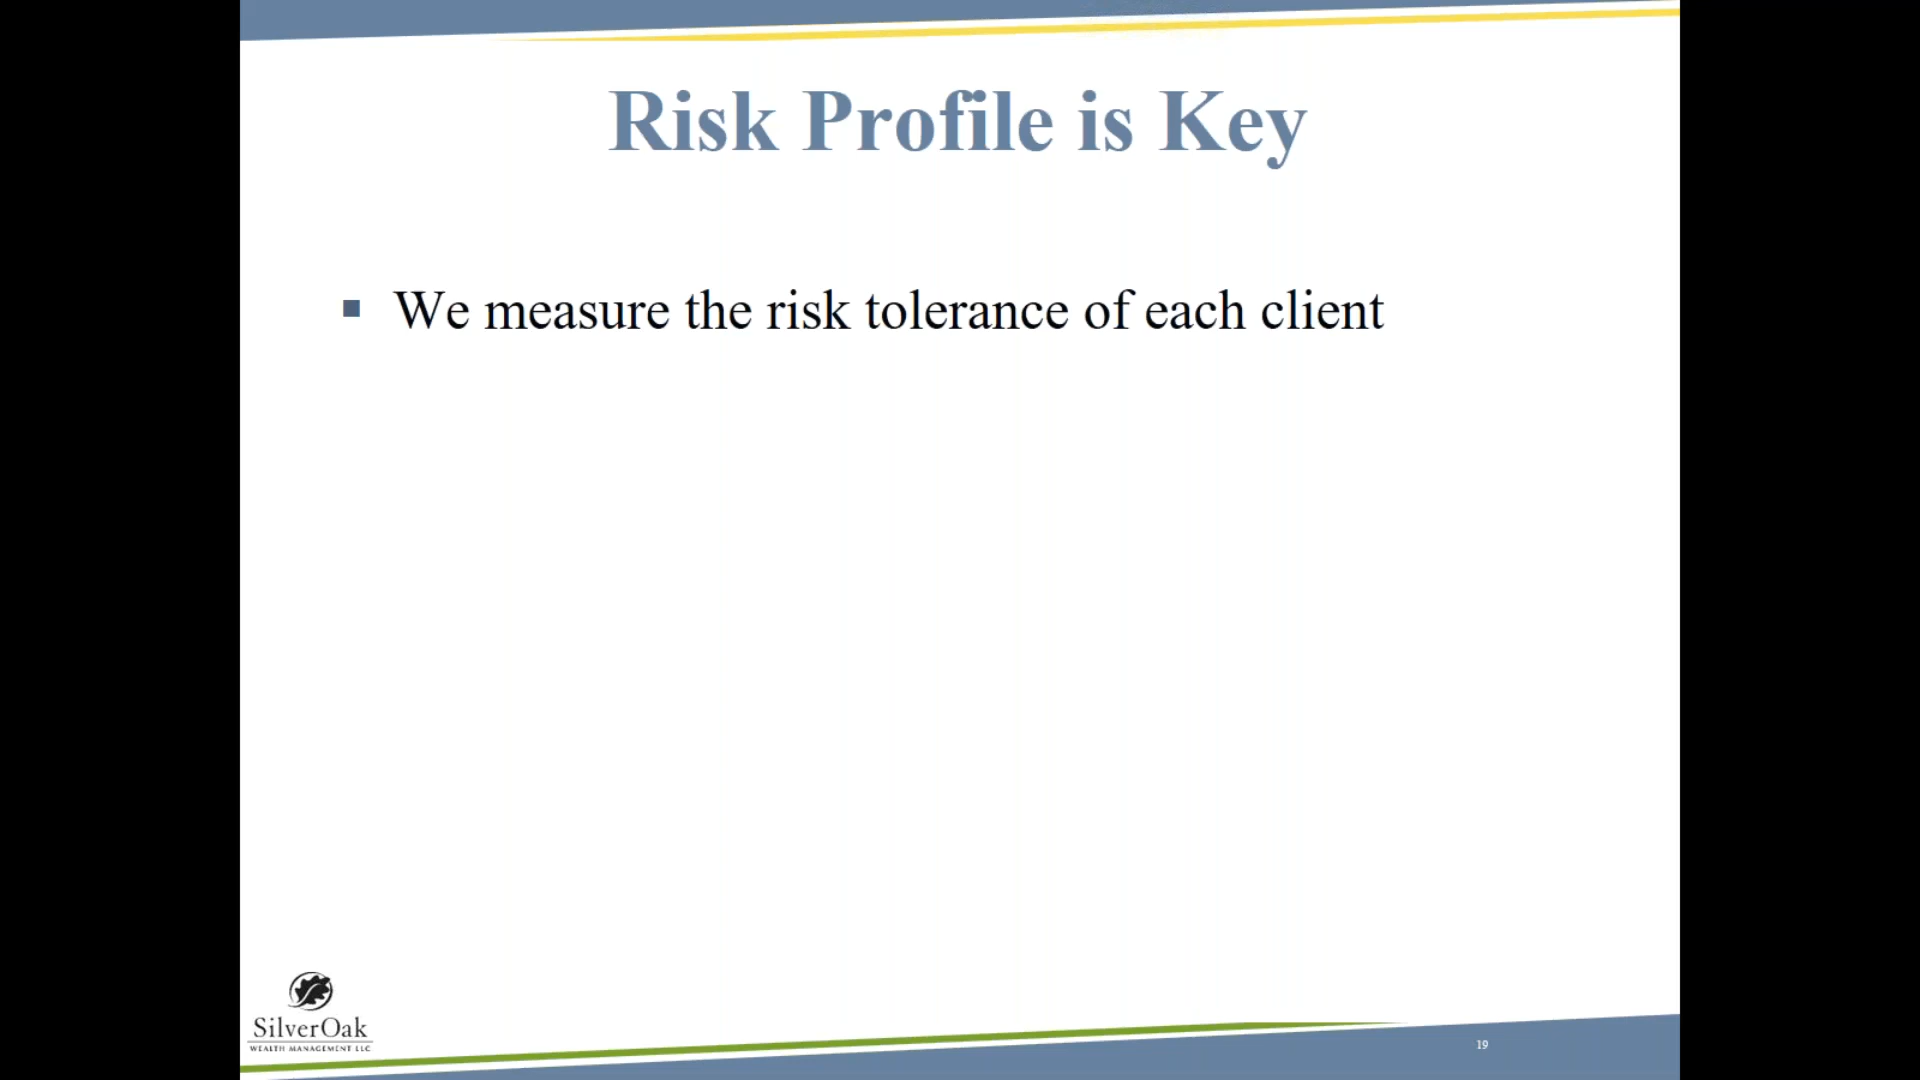 Risk Profile is Key
We measure the risk tolerance of each client
SilverOak
WEALTH MANAGEMENT LLC
19